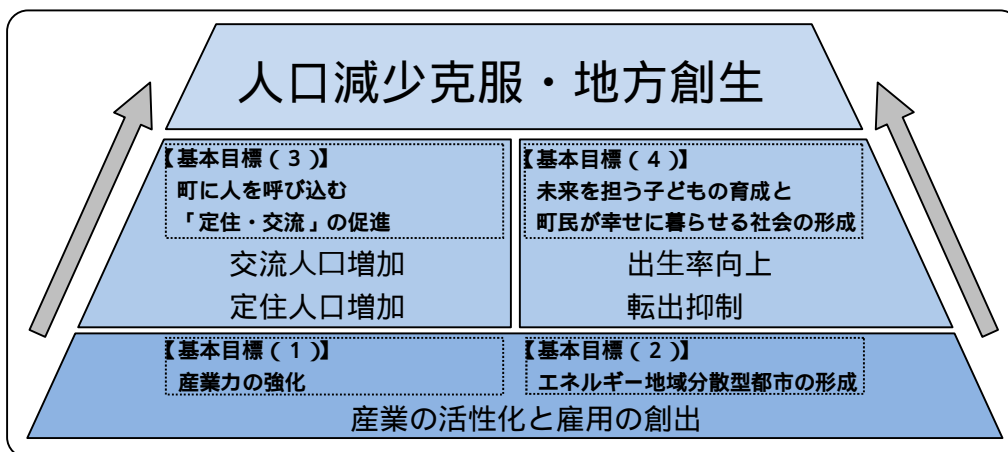 人口減少克服・地方創生
【基本目標(3)】
町に人を呼び込む
「定住・交流」の促進
交流人口増加
定住人口増加
【基本目標(4)】
未来を担う子どもの育成と
町民が幸せに暮らせる社会の形成
出生率向上
転出抑制
【基本目標(1)】
産業力の強化
【基本目標(2)】
エネルギー地域分散型都市の形成
産業の活性化と雇用の創出